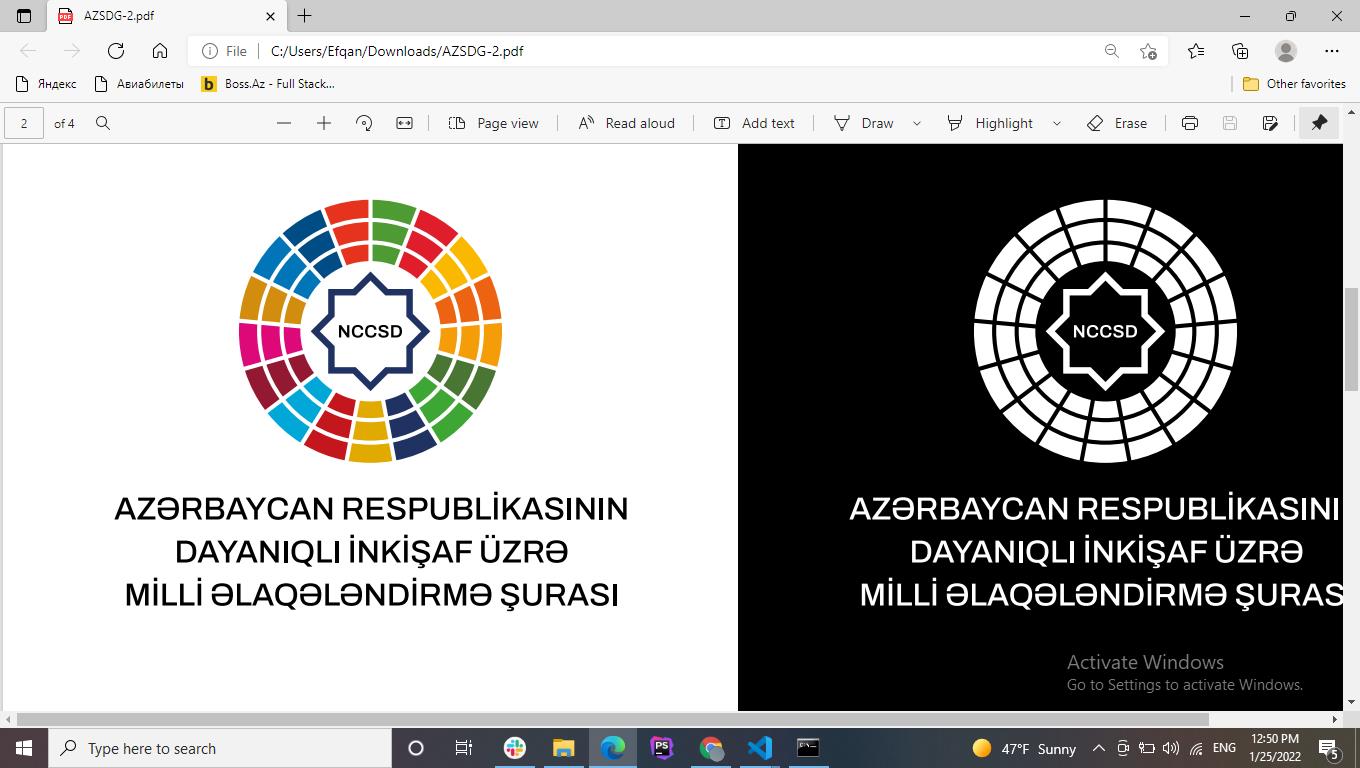 AZSDG-2.pdf
File
C:/Users/Efqan/Downloads/AZSDG-2.pdf
Яндекс
Авиабилеты
b Boss.Az - Full Stack...
Other favorites
2 of 4
Page view
Read aloud
Add text
Draw
Highlight
Erase
NCCSD
AZƏRBAYCAN RESPUBLİKASININ
DAYANIQLI İNKİŞAF ÜZRƏ
MİLLİ ƏLAQƏLƏNDİRMƏ ŞURASI
NCCSD
AZƏRBAYCAN RESPUBLİKASINI
DAYANIQLI İNKİŞAF ÜZRƏ
MİLLİ ƏLAQƏLƏNDİRMƏ ŞURAS
Activate Windows
Go to Settings to activate Windows.
Type here to search
PS
47°F Sunny
ENG
12:50 PM
1/25/2022
5